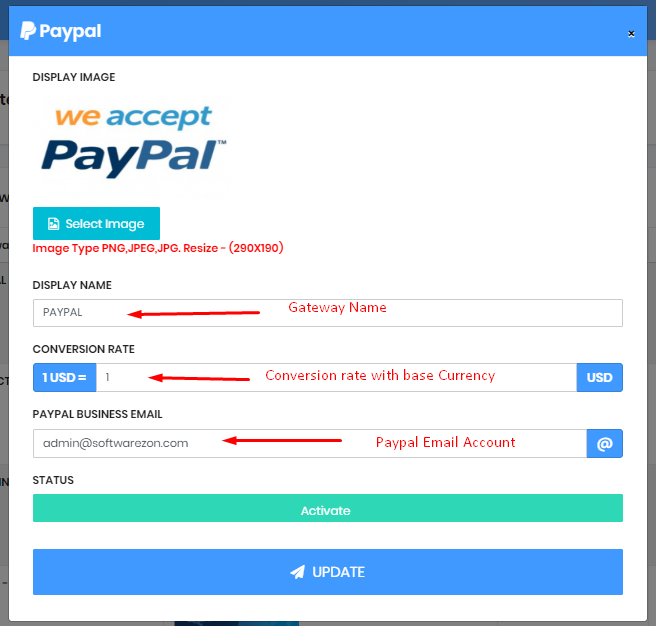 Paypal
×
DISPLAY IMAGE
we accept
PayPal™
Select Image
Image Type PNG,JPEG,JPG. Resize - (290X190)
DISPLAY NAME
PAYPAL
Gateway Name
CONVERSION RATE
1 USD =
1
Conversion rate with base Currency
USD
PAYPAL BUSINESS EMAIL
admin@softwarezon.com
Paypal Email Account
@
STATUS
Activate
UPDATE